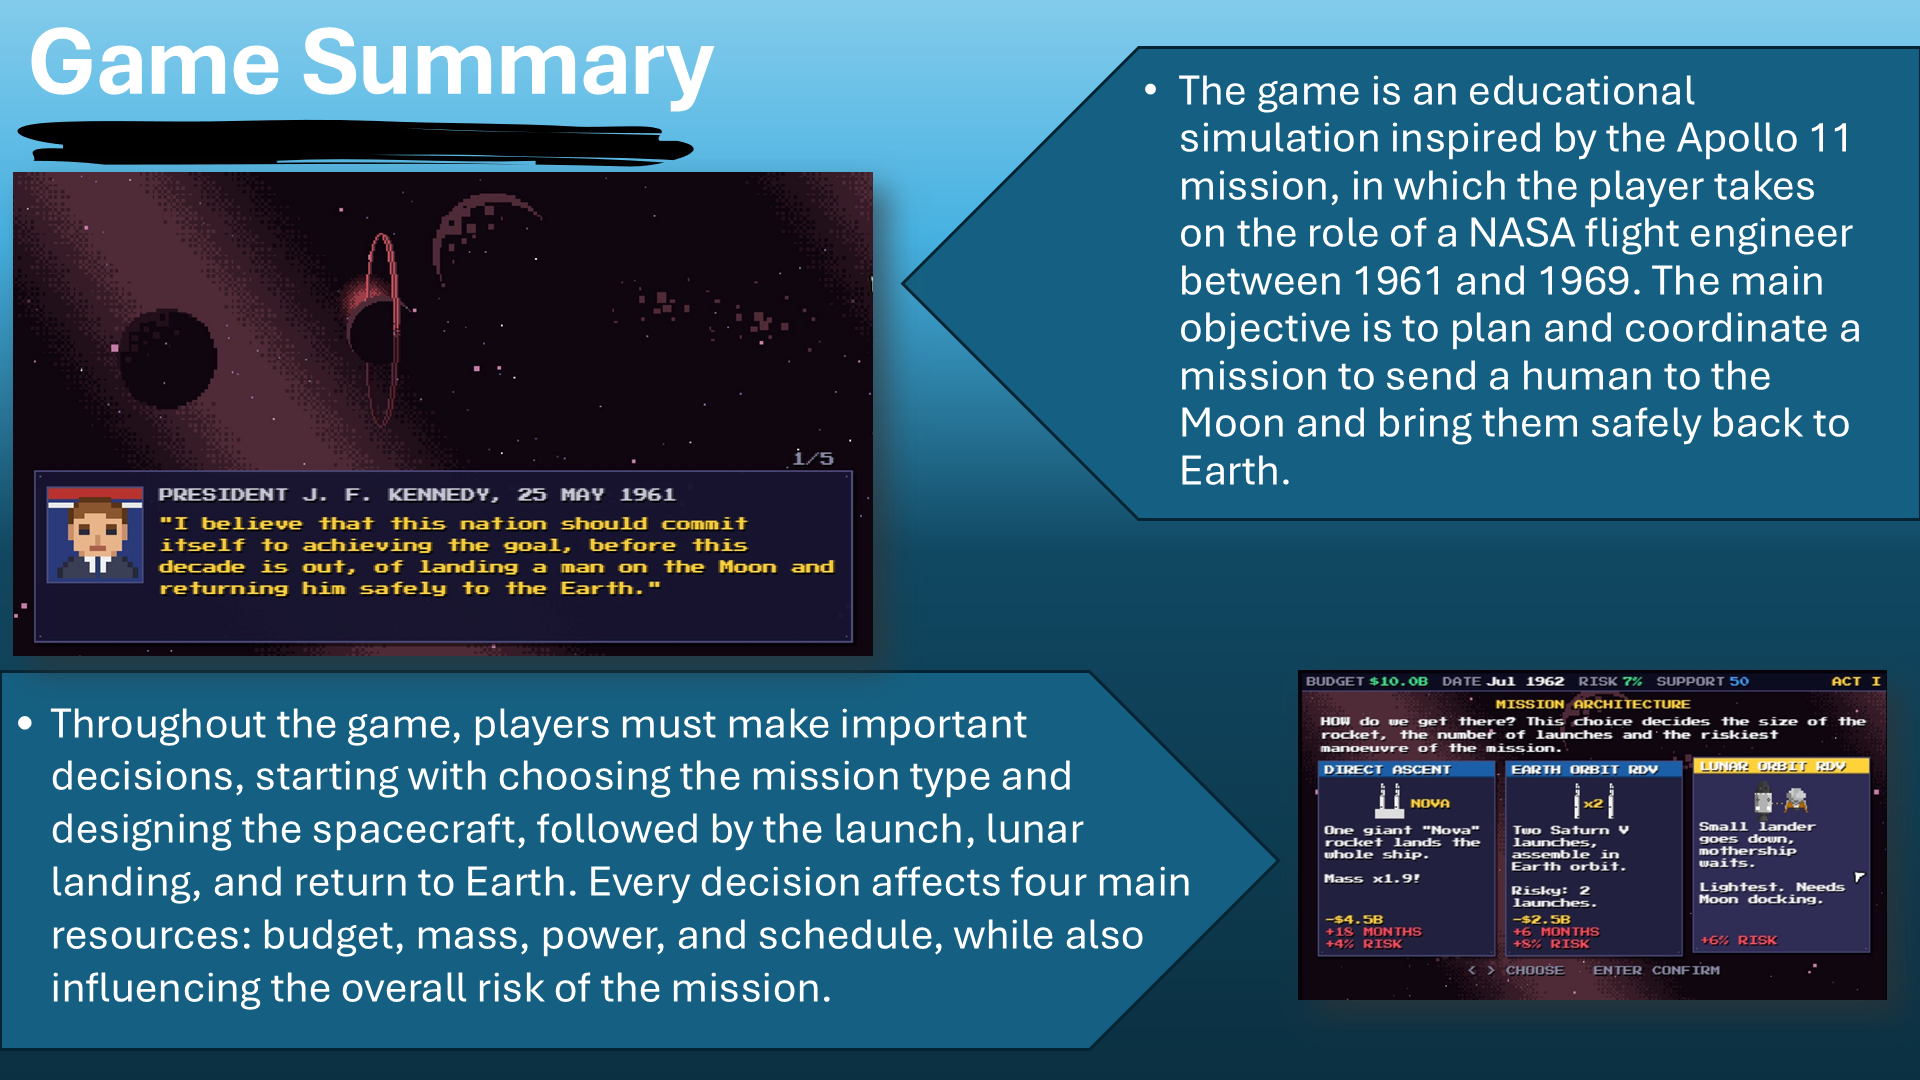 Game Summary
• The game is an educational
simulation inspired by the Apollo 11
mission, in which the player takes
on the role of a NASA flight engineer
between 1961 and 1969. The main
objective is to plan and coordinate a
mission to send a human to the
Moon and bring them safely back to
Earth.
1/5
PRESIDENT J. F. KENNEDY, 25 MAY 1961
"I believe that this nation should commit
itself to achieving the goal, before this
decade is out, of landing a man on the Moon and
returning him safely to the Earth."
• Throughout the game, players must make important
decisions, starting with choosing the mission type and
designing the spacecraft, followed by the launch, lunar
landing, and return to Earth. Every decision affects four main
resources: budget, mass, power, and schedule, while also
influencing the overall risk of the mission.
BUDGET $10.0B DATE Jul 1962 RISK 7% SUPPORT 50 ACT I
MISSION ARCHITECTURE
HOW do we get there? This choice decides the size of the
rocket, the number of launches and the riskiest
manoeuvre of the mission.
DIRECT ASCENT
NOVA
One giant "Nova"
rocket lands the
whole ship.
Mass x1.9!
-$4.5B
+18 MONTHS
+4% RISK
EARTH ORBIT RDV
x2
Two Saturn V
launches,
assemble in
Earth orbit.
Risky: 2
launches.
-$2.5B
+6 MONTHS
+8% RISK
LUNAR ORBIT RDV
Small lander
goes down,
mothership
waits.
Lightest. Needs
Moon docking.
+6% RISK
< > CHOOSE ENTER CONFIRM